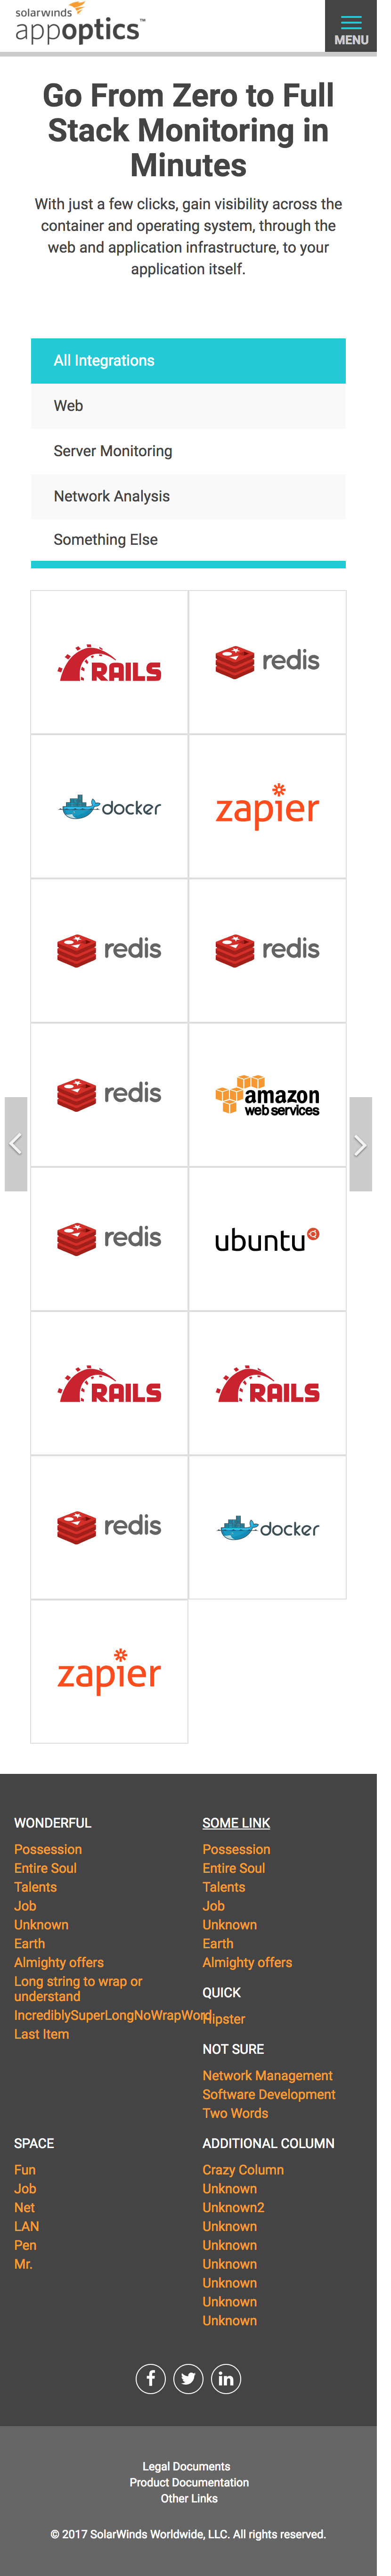 solarwinds
appoptics™
MENU
Go From Zero to Full
Stack Monitoring in
Minutes
With just a few clicks, gain visibility across the
container and operating system, through the
web and application infrastructure, to your
application itself.
All Integrations
Web
Server Monitoring
Network Analysis
Something Else
RAILS
redis
docker
zapier
redis
redis
redis
amazon
web services
redis
ubuntu
RAILS
RAILS
redis
docker
zapier
WONDERFUL
Possession
Entire Soul
Talents
Job
Unknown
Earth
Almighty offers
Long string to wrap or
understand
IncrediblySuperLongNoWrapWord
Last Item
SOME LINK
Possession
Entire Soul
Talents
Job
Unknown
Earth
Almighty offers
QUICK
Hipster
NOT SURE
Network Management
Software Development
Two Words
SPACE
Fun
Job
Net
LAN
Pen
Mr.
ADDITIONAL COLUMN
Crazy Column
Unknown
Unknown2
Unknown
Unknown
Unknown
Unknown
Unknown
Unknown
f
in
Legal Documents
Product Documentation
Other Links
© 2017 SolarWinds Worldwide, LLC. All rights reserved.